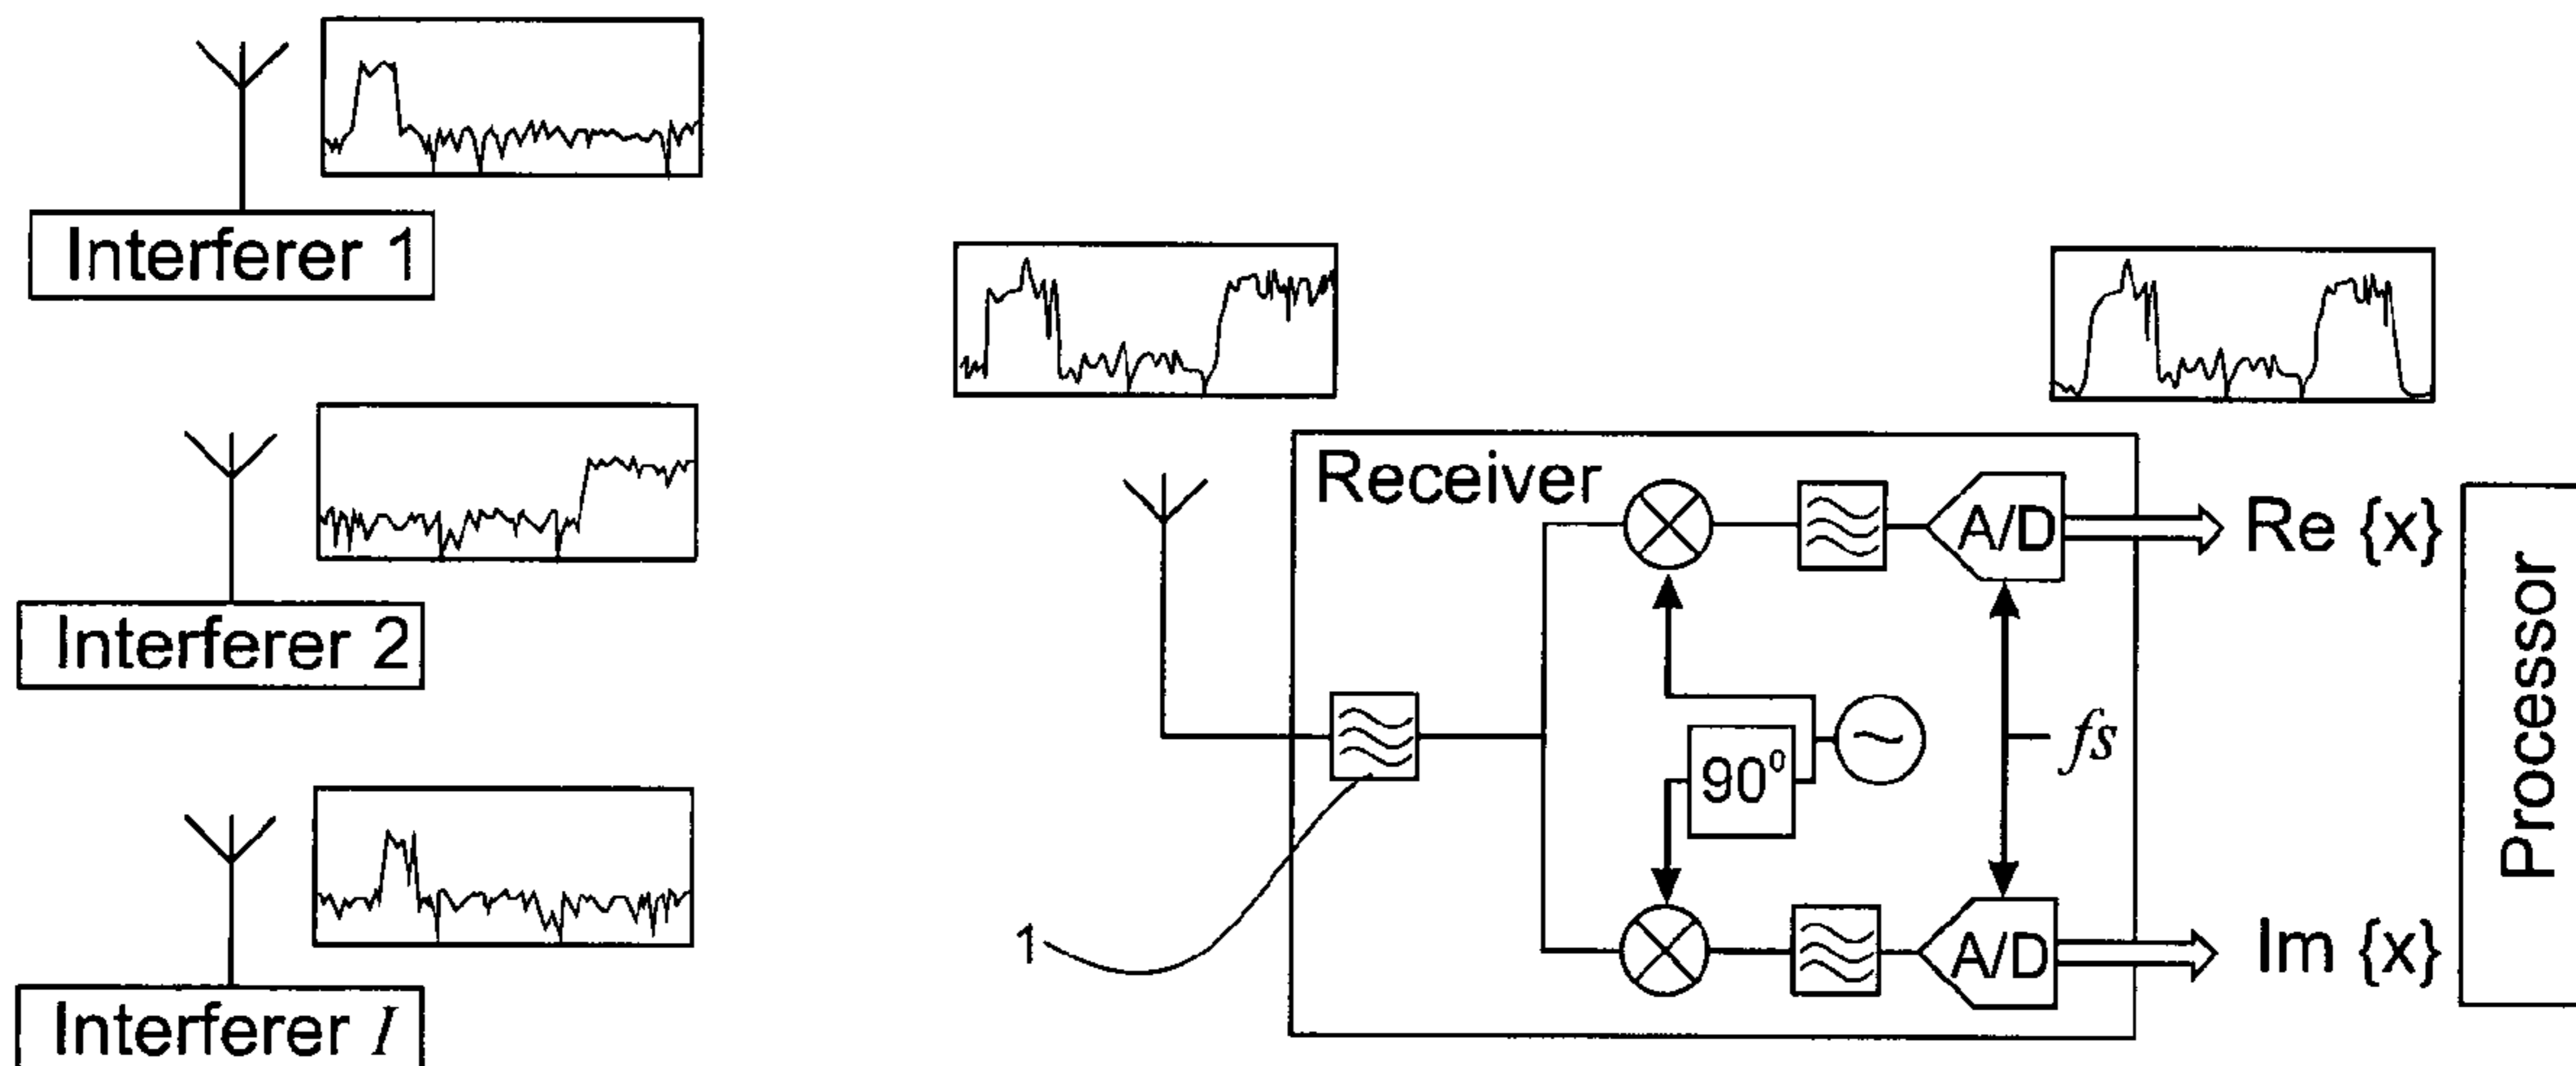 Interferer 1
Interferer 2
Interferer I
Receiver
A/D
Re {x}
90°
fs
1
A/D
Im {x}
Processor